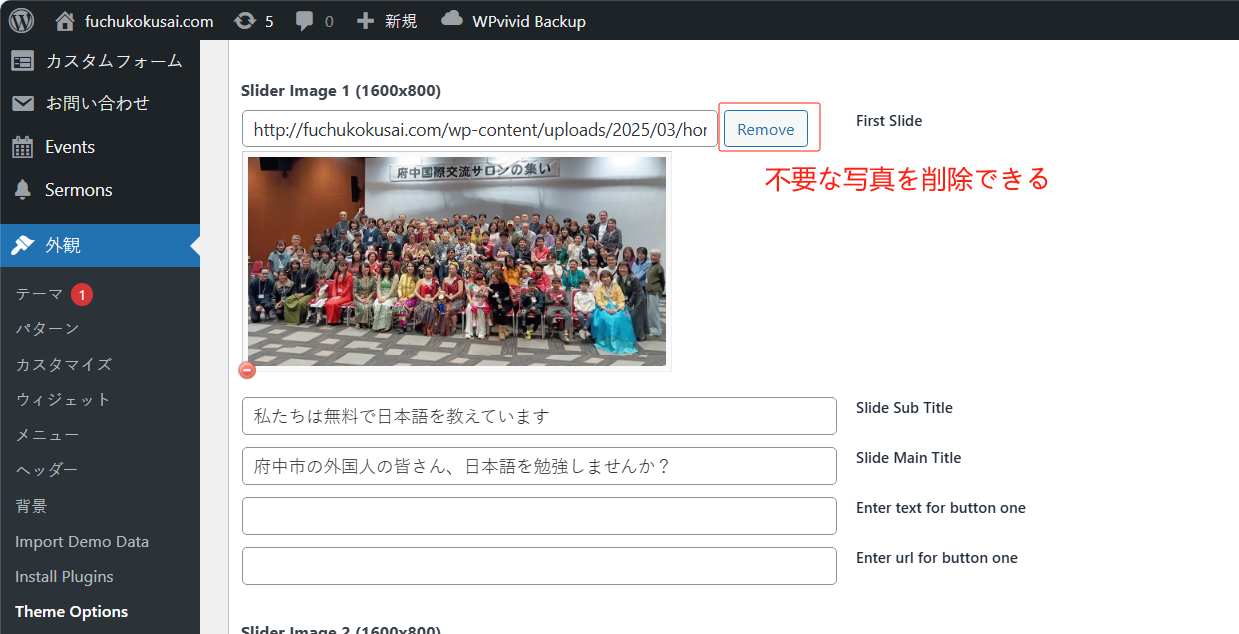 fuchukokusai.com 5 0 新規 WPvivid Backup
カスタムフォーム
お問い合わせ
Events
Sermons
外観
テーマ 1
パターン
カスタマイズ
ウィジェット
メニュー
ヘッダー
背景
Import Demo Data
Install Plugins
Theme Options
Slider Image 1 (1600x800)
http://fuchukokusai.com/wp-content/uploads/2025/03/hor
Remove
First Slide
不要な写真を削除できる
府中国際交流サロンの集い
私たちは無料で日本語を教えています
Slide Sub Title
府中市の外国人の皆さん、日本語を勉強しませんか？
Slide Main Title
Enter text for button one
Enter url for button one
Slider Image 2 (1600x800)